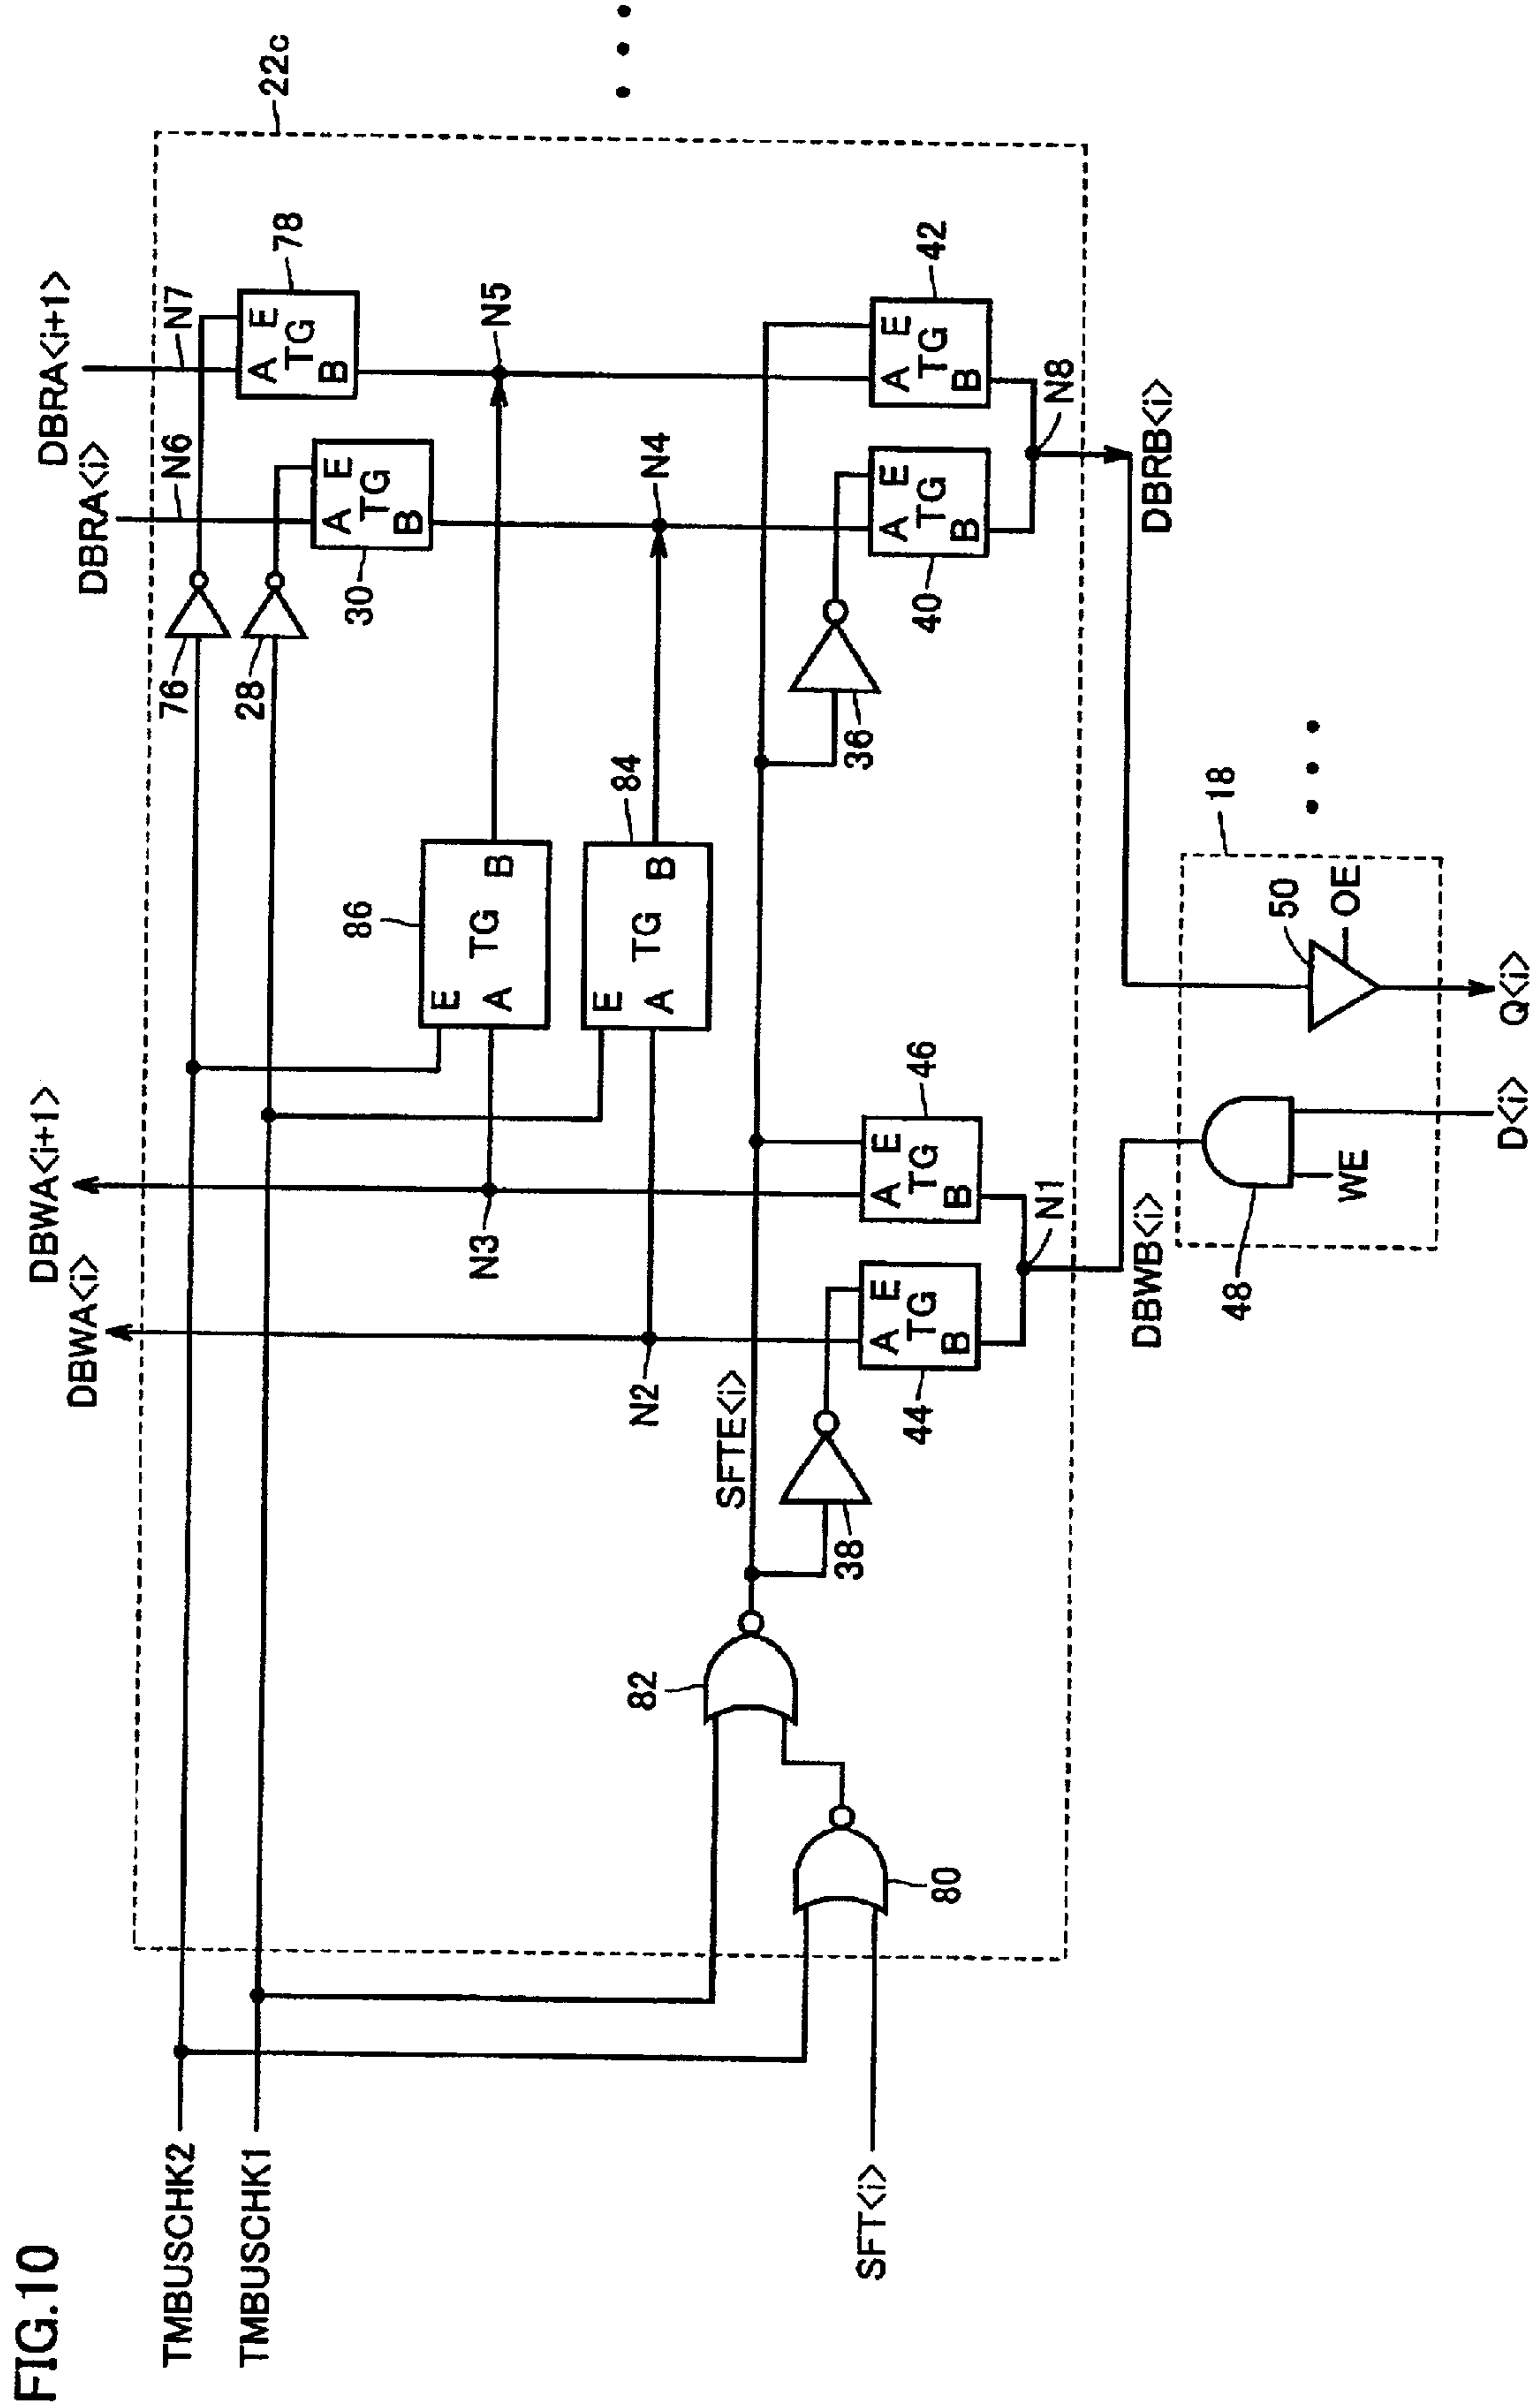 FIG.10
DBRA<i+1>
DBRA<i>
N7
N6
22c
76
28
78
E
A
TG
B
30
E
A
TG
B
N5
N4
86
E
A
TG
B
84
E
A
TG
B
DBWA<i+1>
DBWA<i>
N3
N2
TMBUSCHK2
TMBUSCHK1
SFT<i>
80
82
SFTE<i>
38
36
44
E
A
TG
B
46
E
A
TG
B
40
E
A
TG
B
42
E
A
TG
B
N1
N8
DBWB<i>
DBRB<i>
18
48
WE
50
OE
D<i>
Q<i>